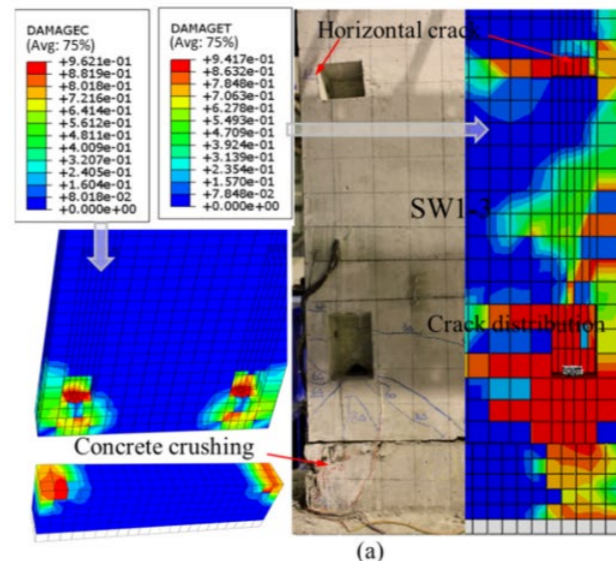 DAMAGEC
(Avg: 75%)
+9.621e-01
+8.819e-01
+8.018e-01
+7.216e-01
+6.414e-01
+5.612e-01
+4.811e-01
+4.009e-01
+3.207e-01
+2.405e-01
+1.604e-01
+8.018e-02
+0.000e+00
DAMAGET
(Avg: 75%)
+9.417e-01
+8.632e-01
+7.848e-01
+7.063e-01
+6.278e-01
+5.493e-01
+4.709e-01
+3.924e-01
+3.139e-01
+2.354e-01
+1.570e-01
+7.848e-02
+0.000e+00
Horizontal crack
SW1-3
Crack distribution
Concrete crushing
(a)